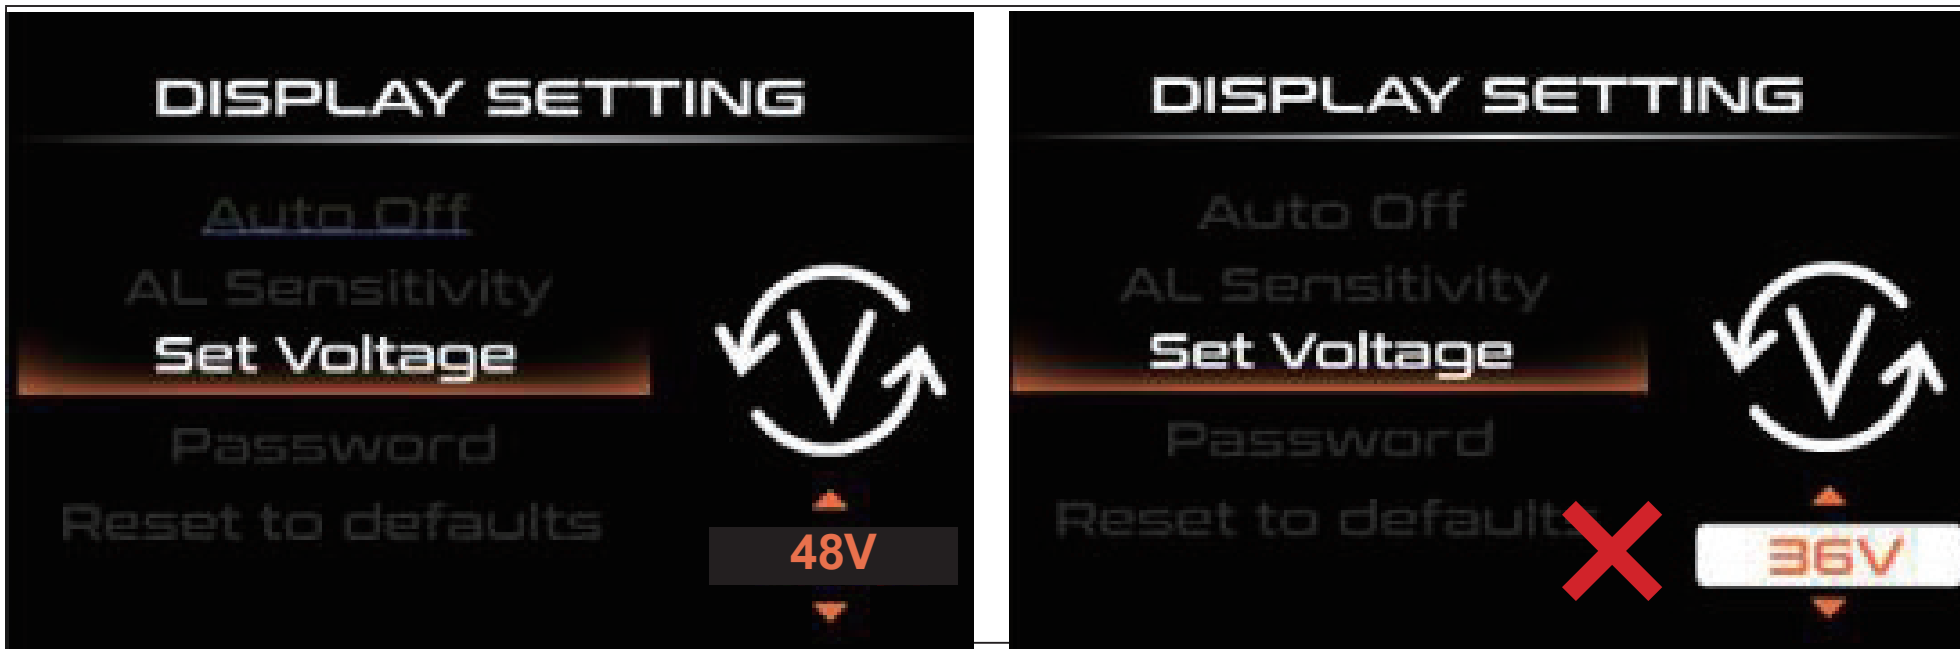 DISPLAY SETTING
Auto Off
AL Sensitivity
Set Voltage
Password
Reset to defaults
V
48V
DISPLAY SETTING
Auto Off
AL Sensitivity
Set Voltage
Password
Reset to defaults
V
36V